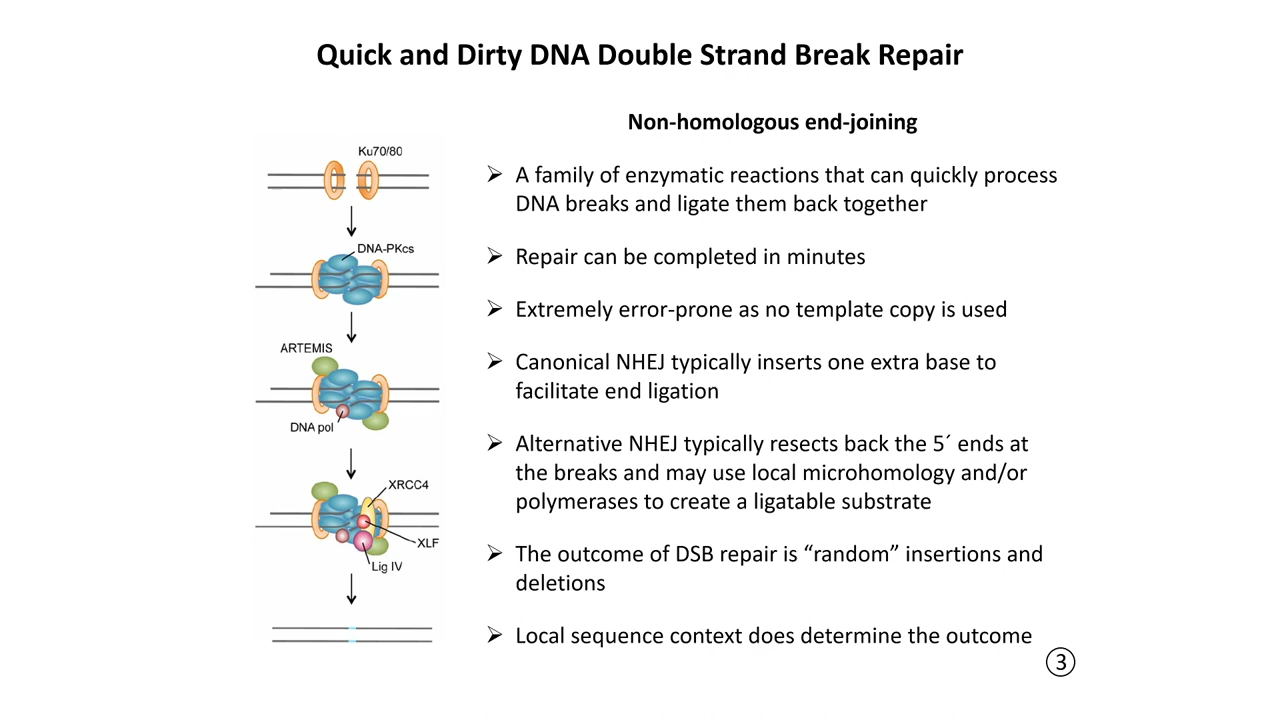 Quick and Dirty DNA Double Strand Break Repair
Non-homologous end-joining
Ku70/80
DNA-PKcs
ARTEMIS
DNA pol
XRCC4
XLF
Lig IV
➢ A family of enzymatic reactions that can quickly process
DNA breaks and ligate them back together
➢ Repair can be completed in minutes
➢ Extremely error-prone as no template copy is used
➢ Canonical NHEJ typically inserts one extra base to
facilitate end ligation
➢ Alternative NHEJ typically resects back the 5´ ends at
the breaks and may use local microhomology and/or
polymerases to create a ligatable substrate
➢ The outcome of DSB repair is “random” insertions and
deletions
➢ Local sequence context does determine the outcome
③